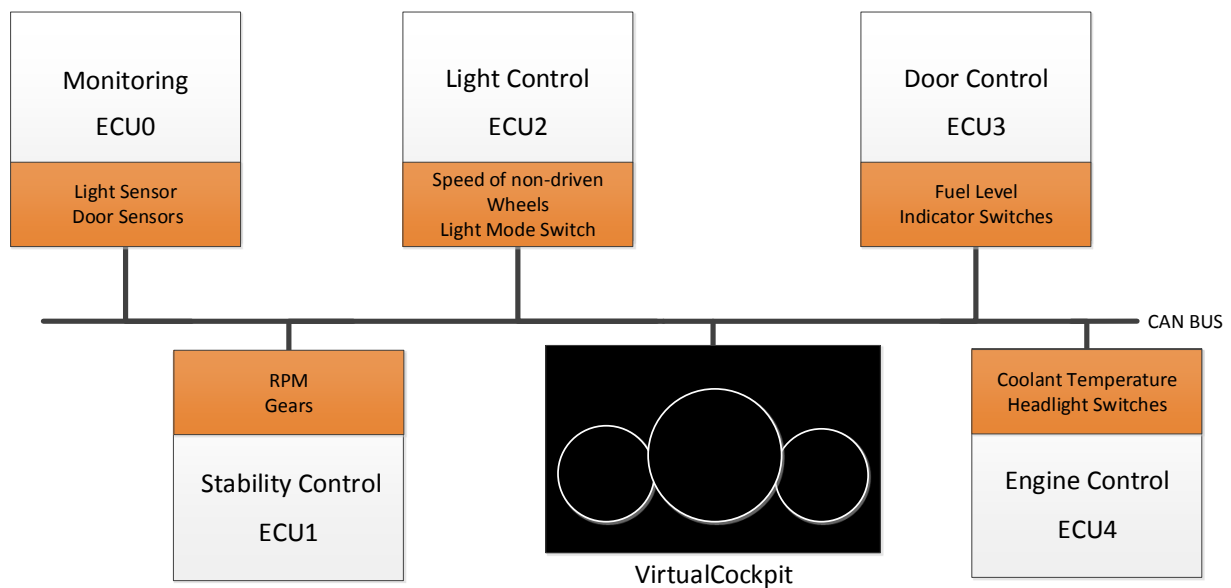 Monitoring
ECU0
Light Sensor
Door Sensors
Light Control
ECU2
Speed of non-driven
Wheels
Light Mode Switch
Door Control
ECU3
Fuel Level
Indicator Switches
CAN BUS
RPM
Gears
Stability Control
ECU1
VirtualCockpit
Coolant Temperature
Headlight Switches
Engine Control
ECU4